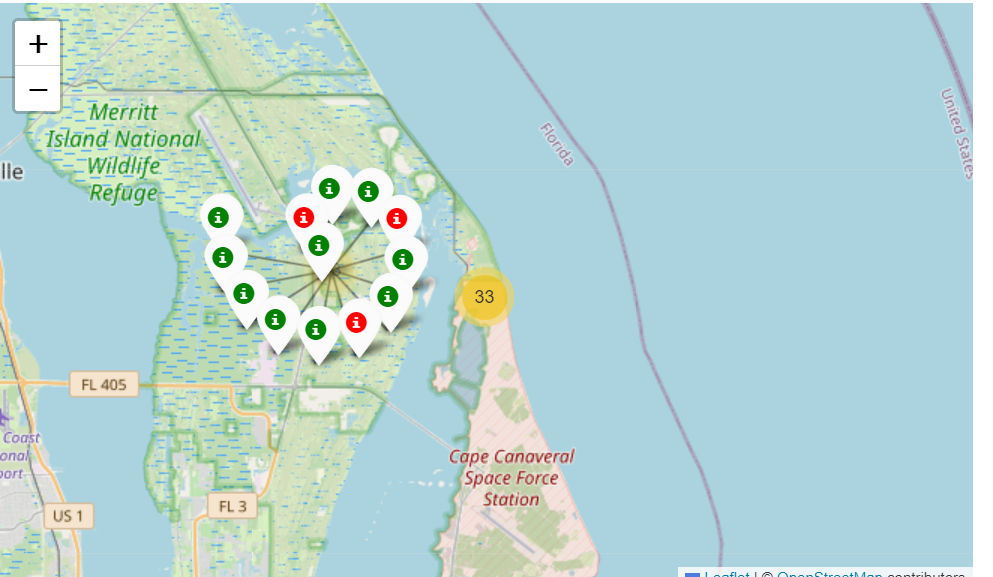 +
−
Merritt
Island National
Wildlife
Refuge
lle
Florida
United States
33
FL 405
Coast
onal
port
Cape Canaveral
Space Force
Station
FL 3
US 1
Leaflet | © OpenStreetMap contributors